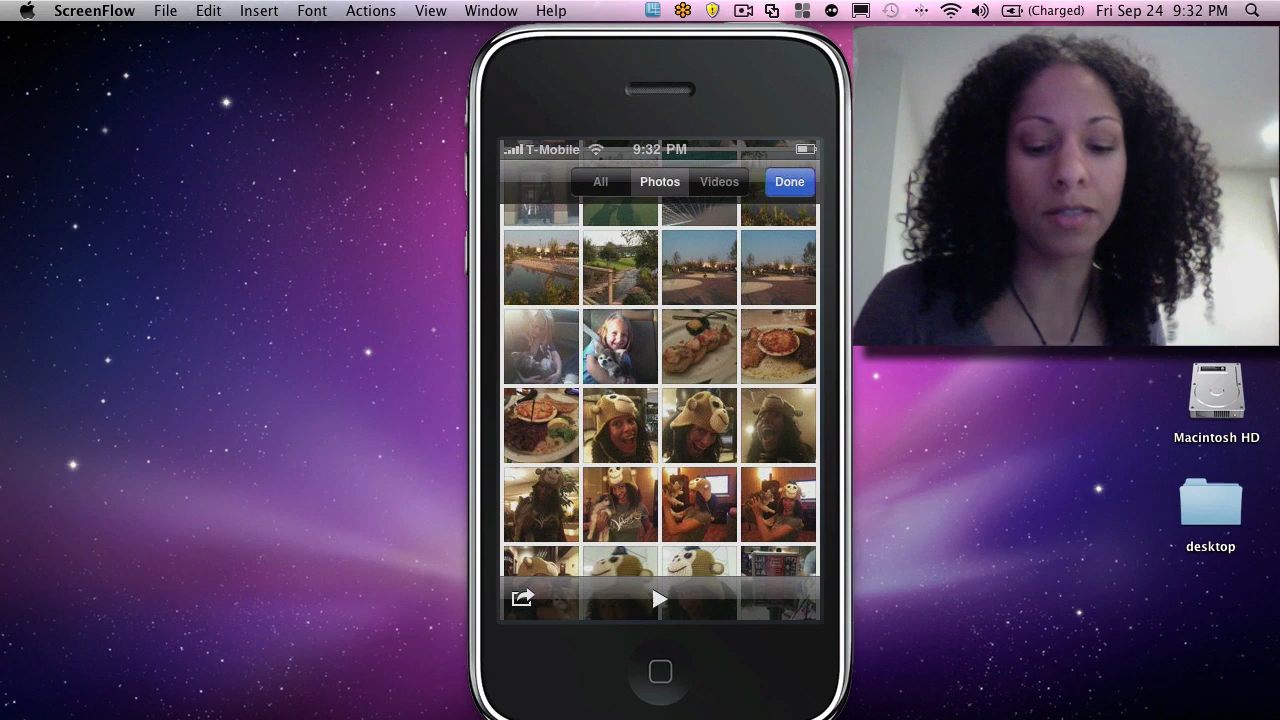 ScreenFlow File Edit Insert Font Actions View Window Help (Charged) Fri Sep 24 9:32 PM
T-Mobile 9:32 PM
All Photos Videos Done
Macintosh HD
desktop